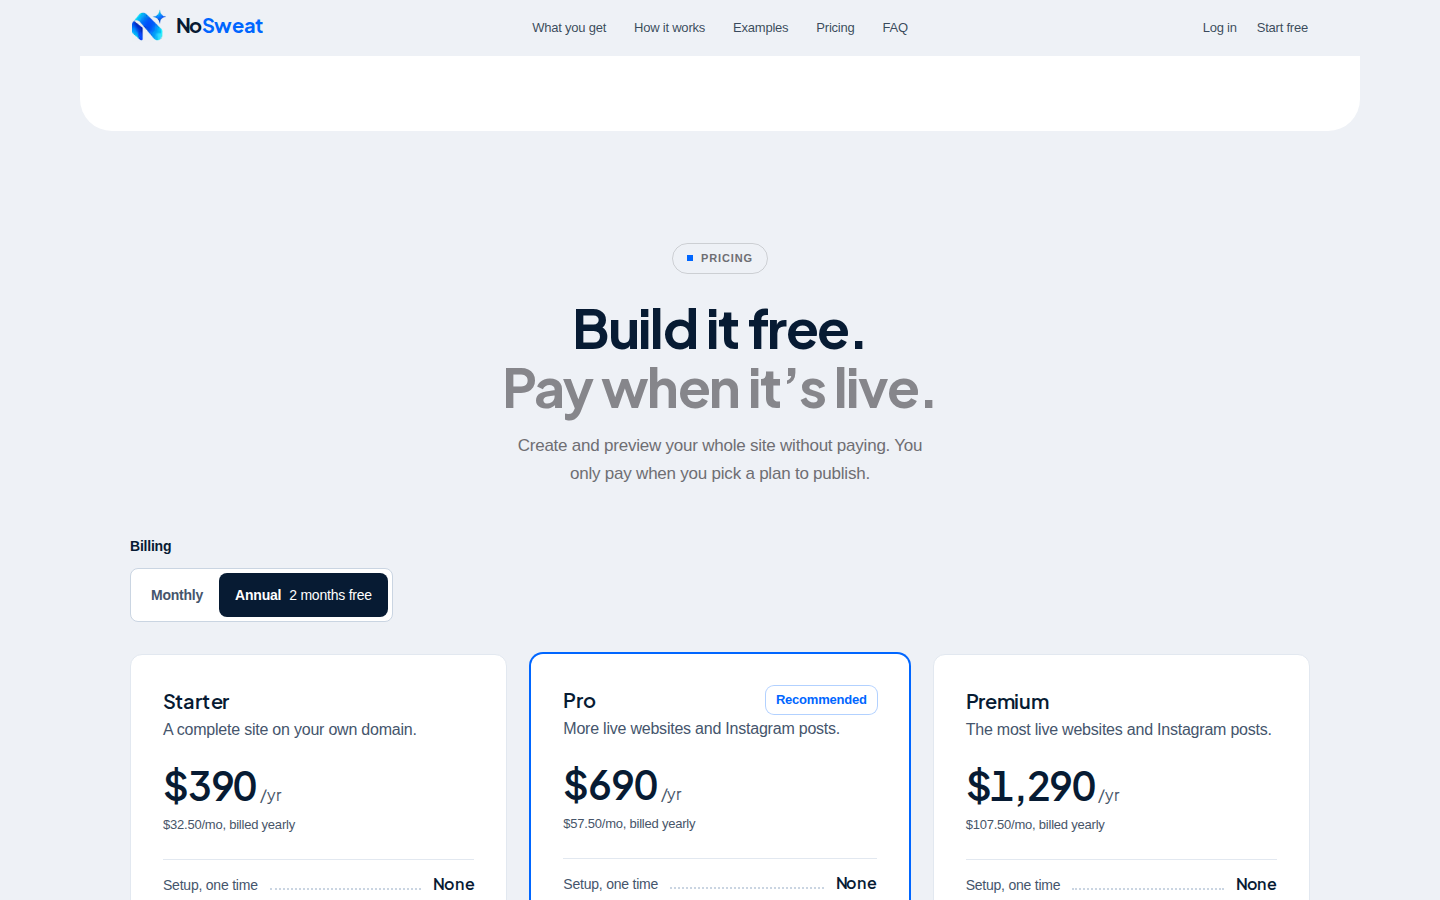 NoSweat
What you get
How it works
Examples
Pricing
FAQ
Log in
Start free
PRICING
Build it free.
Pay when it’s live.
Create and preview your whole site without paying. You
only pay when you pick a plan to publish.
Billing
Monthly
Annual 2 months free
Starter
A complete site on your own domain.
$390 /yr
$32.50/mo, billed yearly
Setup, one time None
Pro
Recommended
More live websites and Instagram posts.
$690 /yr
$57.50/mo, billed yearly
Setup, one time None
Premium
The most live websites and Instagram posts.
$1,290 /yr
$107.50/mo, billed yearly
Setup, one time None